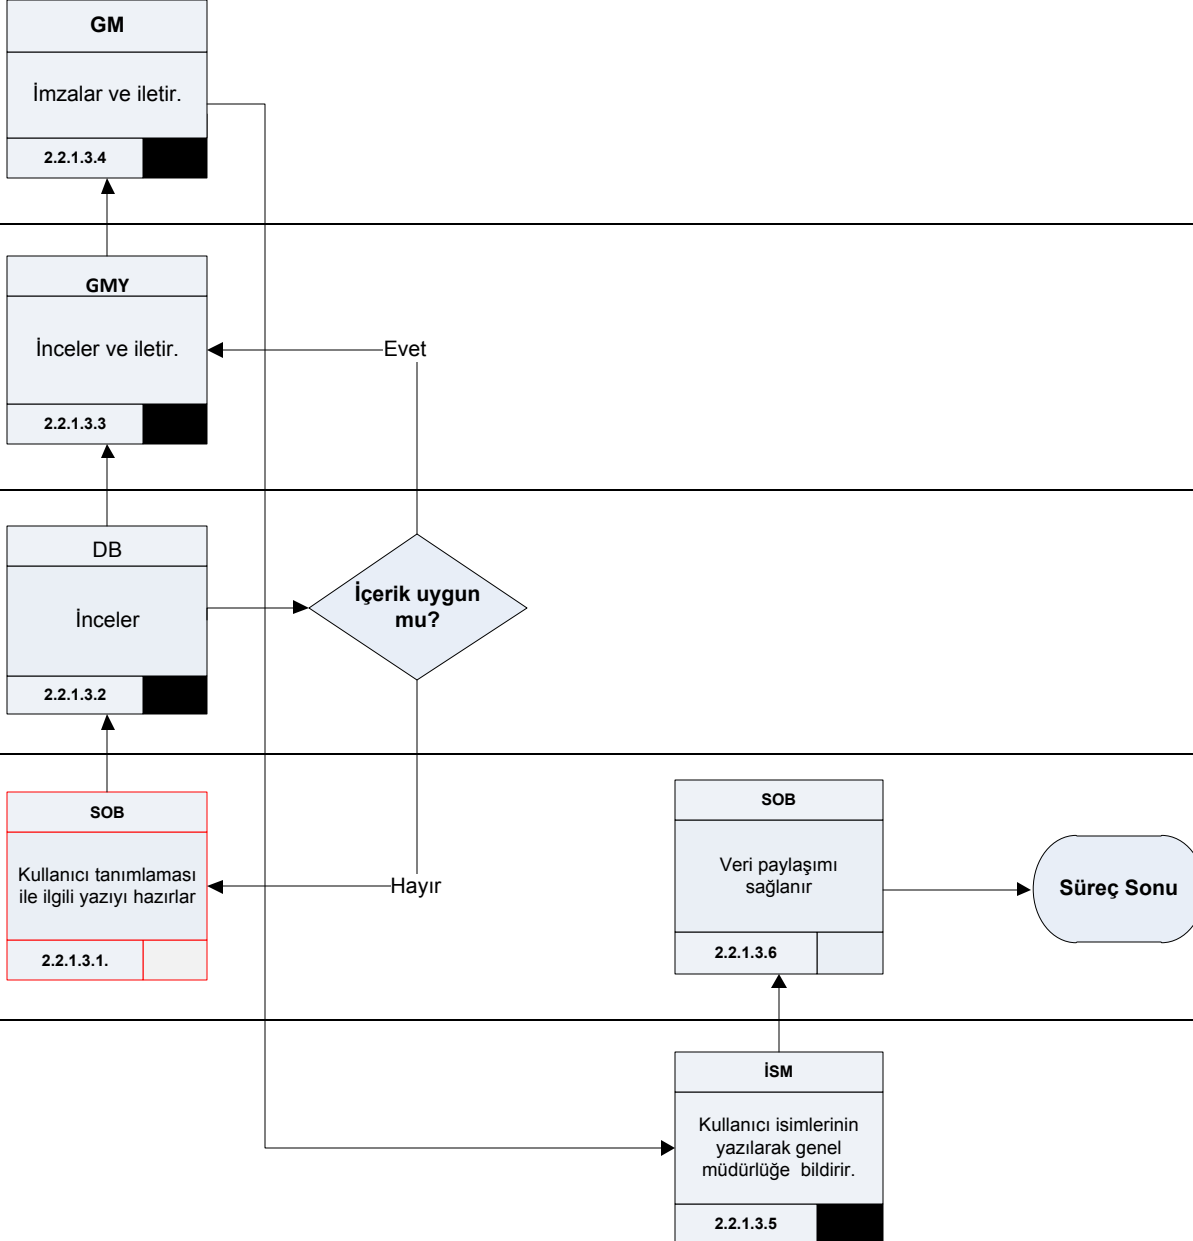 GM
İmzalar ve iletir.
2.2.1.3.4
GMY
İnceler ve iletir.
2.2.1.3.3
Evet
DB
İnceler
2.2.1.3.2
İçerik uygun
mu?
SOB
Kullanıcı tanımlaması
ile ilgili yazıyı hazırlar
2.2.1.3.1.
Hayır
SOB
Veri paylaşımı
sağlanır
2.2.1.3.6
Süreç Sonu
İSM
Kullanıcı isimlerinin
yazılarak genel
müdürlüğe bildirir.
2.2.1.3.5